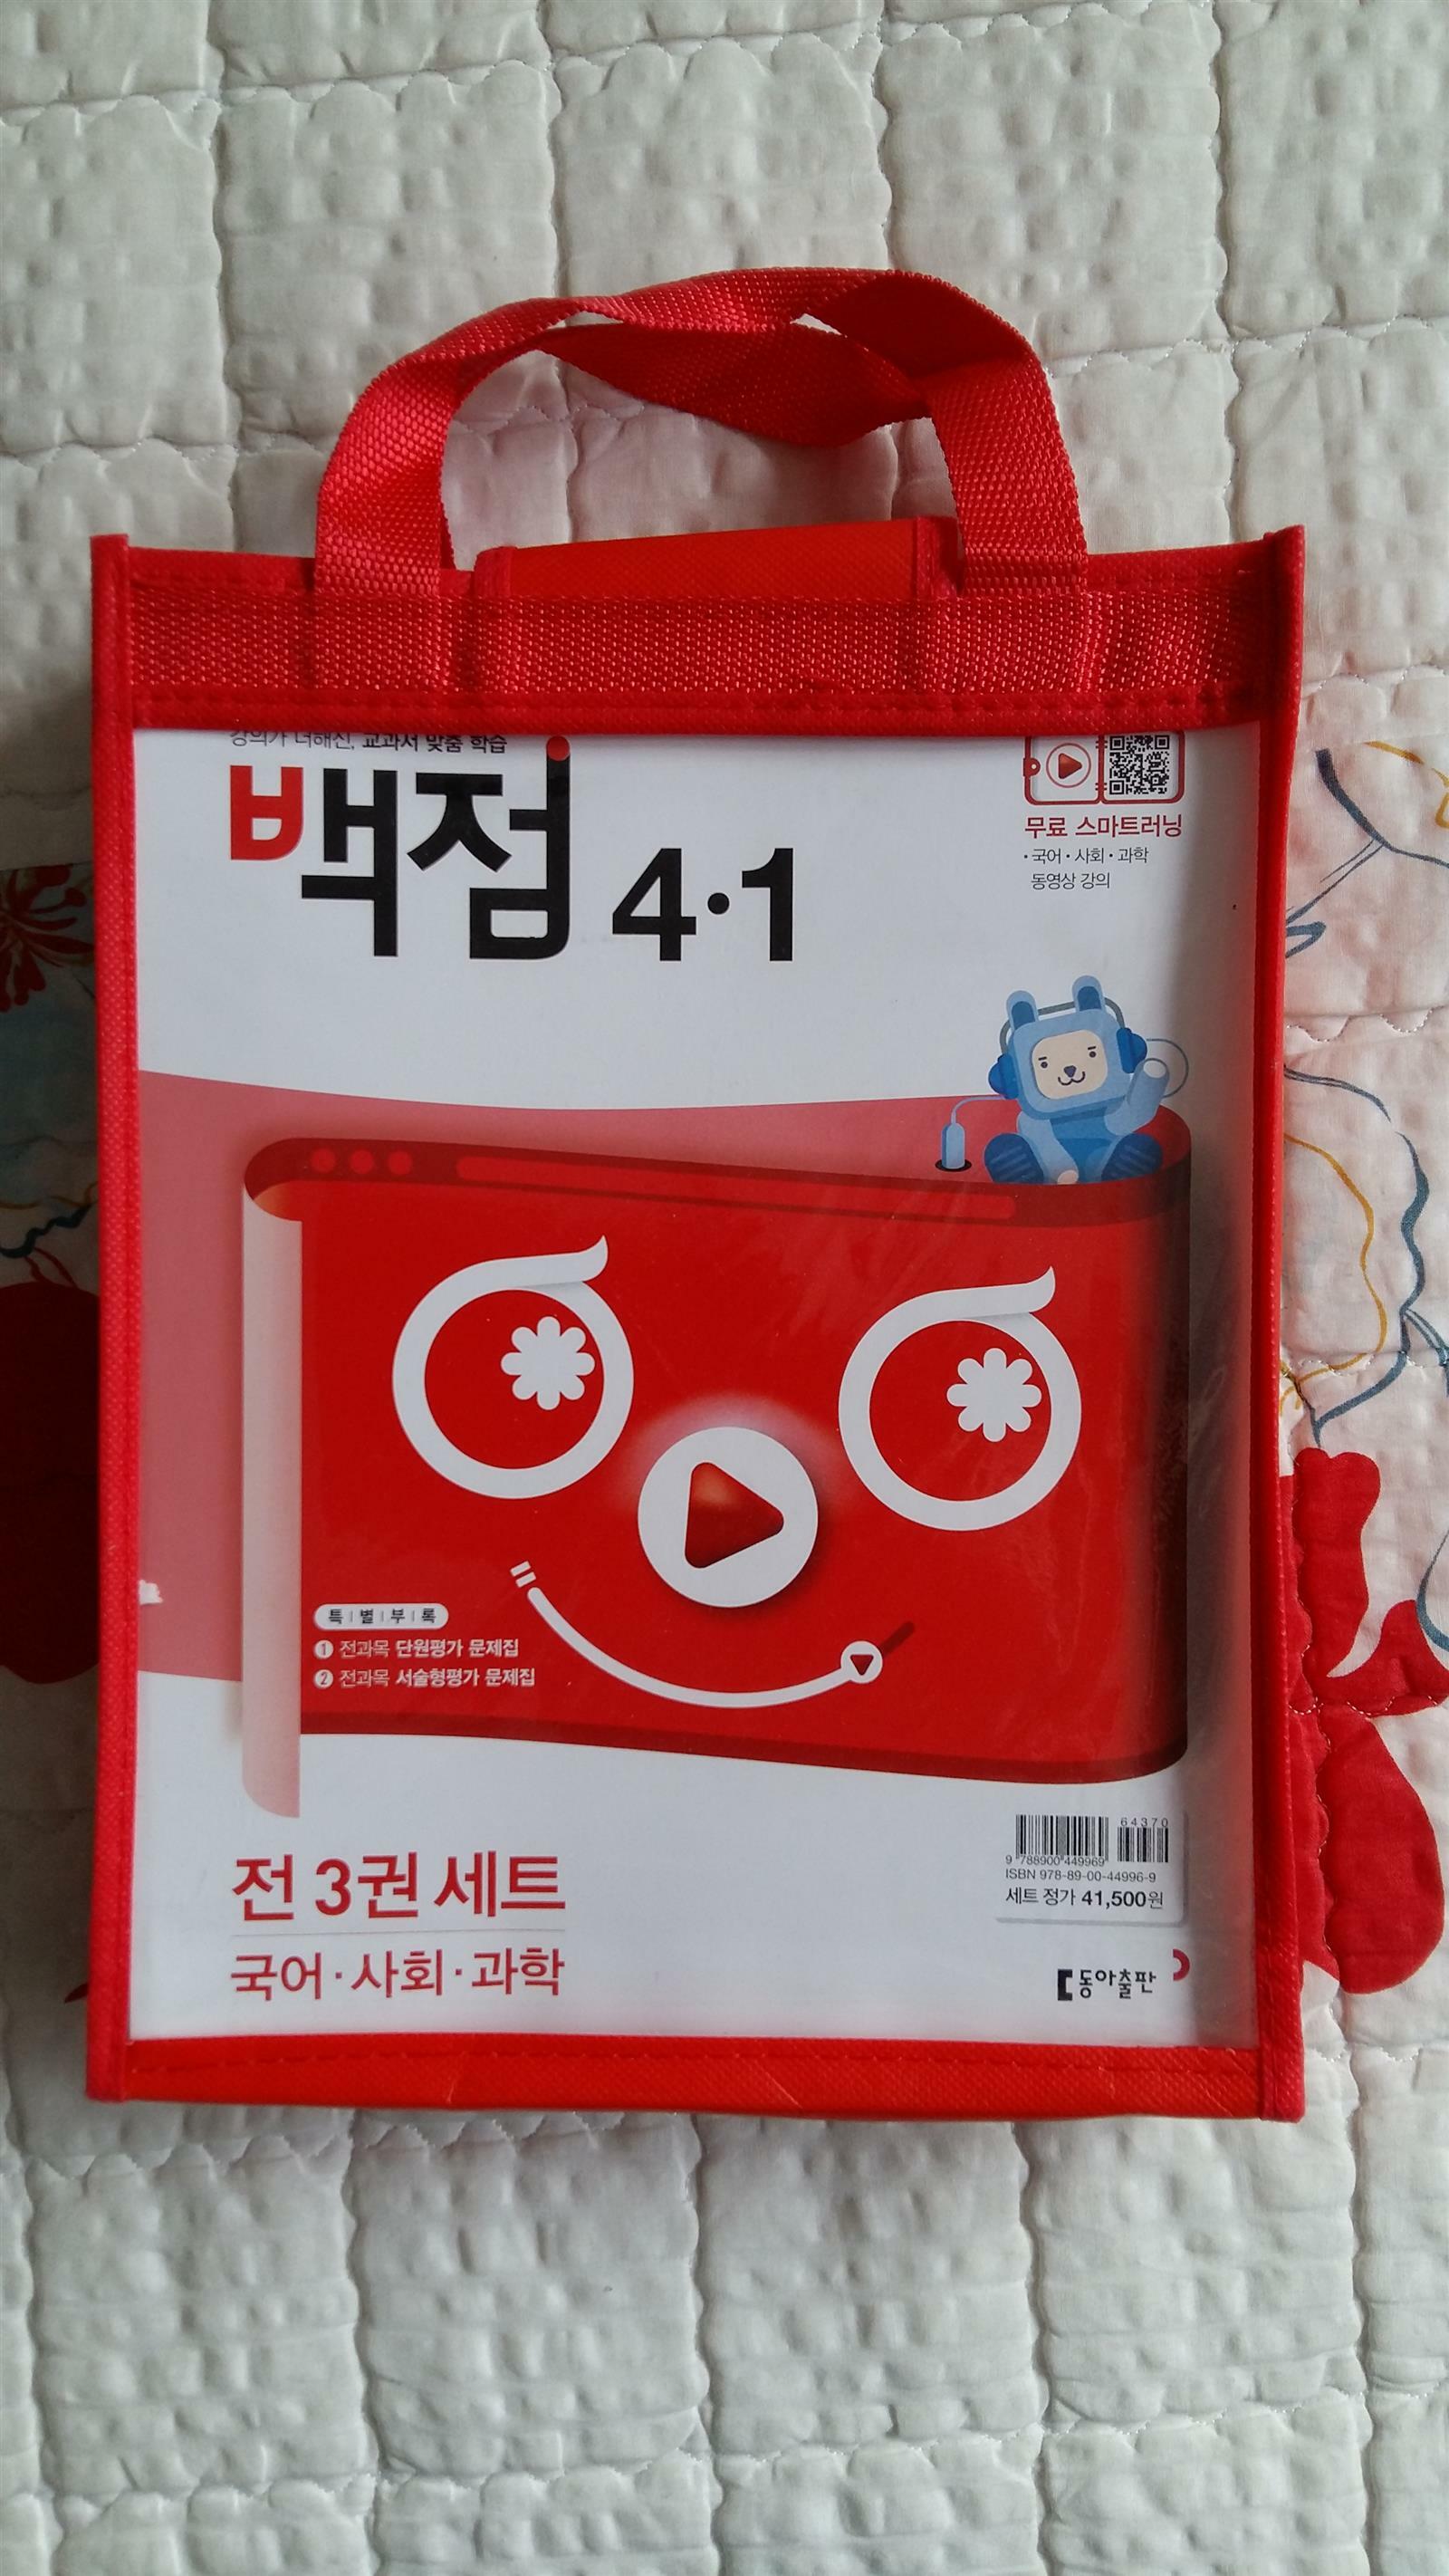 강의가 더해진, 교과서 맞춤 학습
백점 4·1
무료 스마트러닝
· 국어 · 사회 · 과학
동영상 강의
특별부록
1 전과목 단원평가 문제집
2 전과목 서술형평가 문제집
전 3권 세트
국어 · 사회 · 과학
64370
9 788900 449969
ISBN 978-89-00-44996-9
세트 정가 41,500원
동아출판